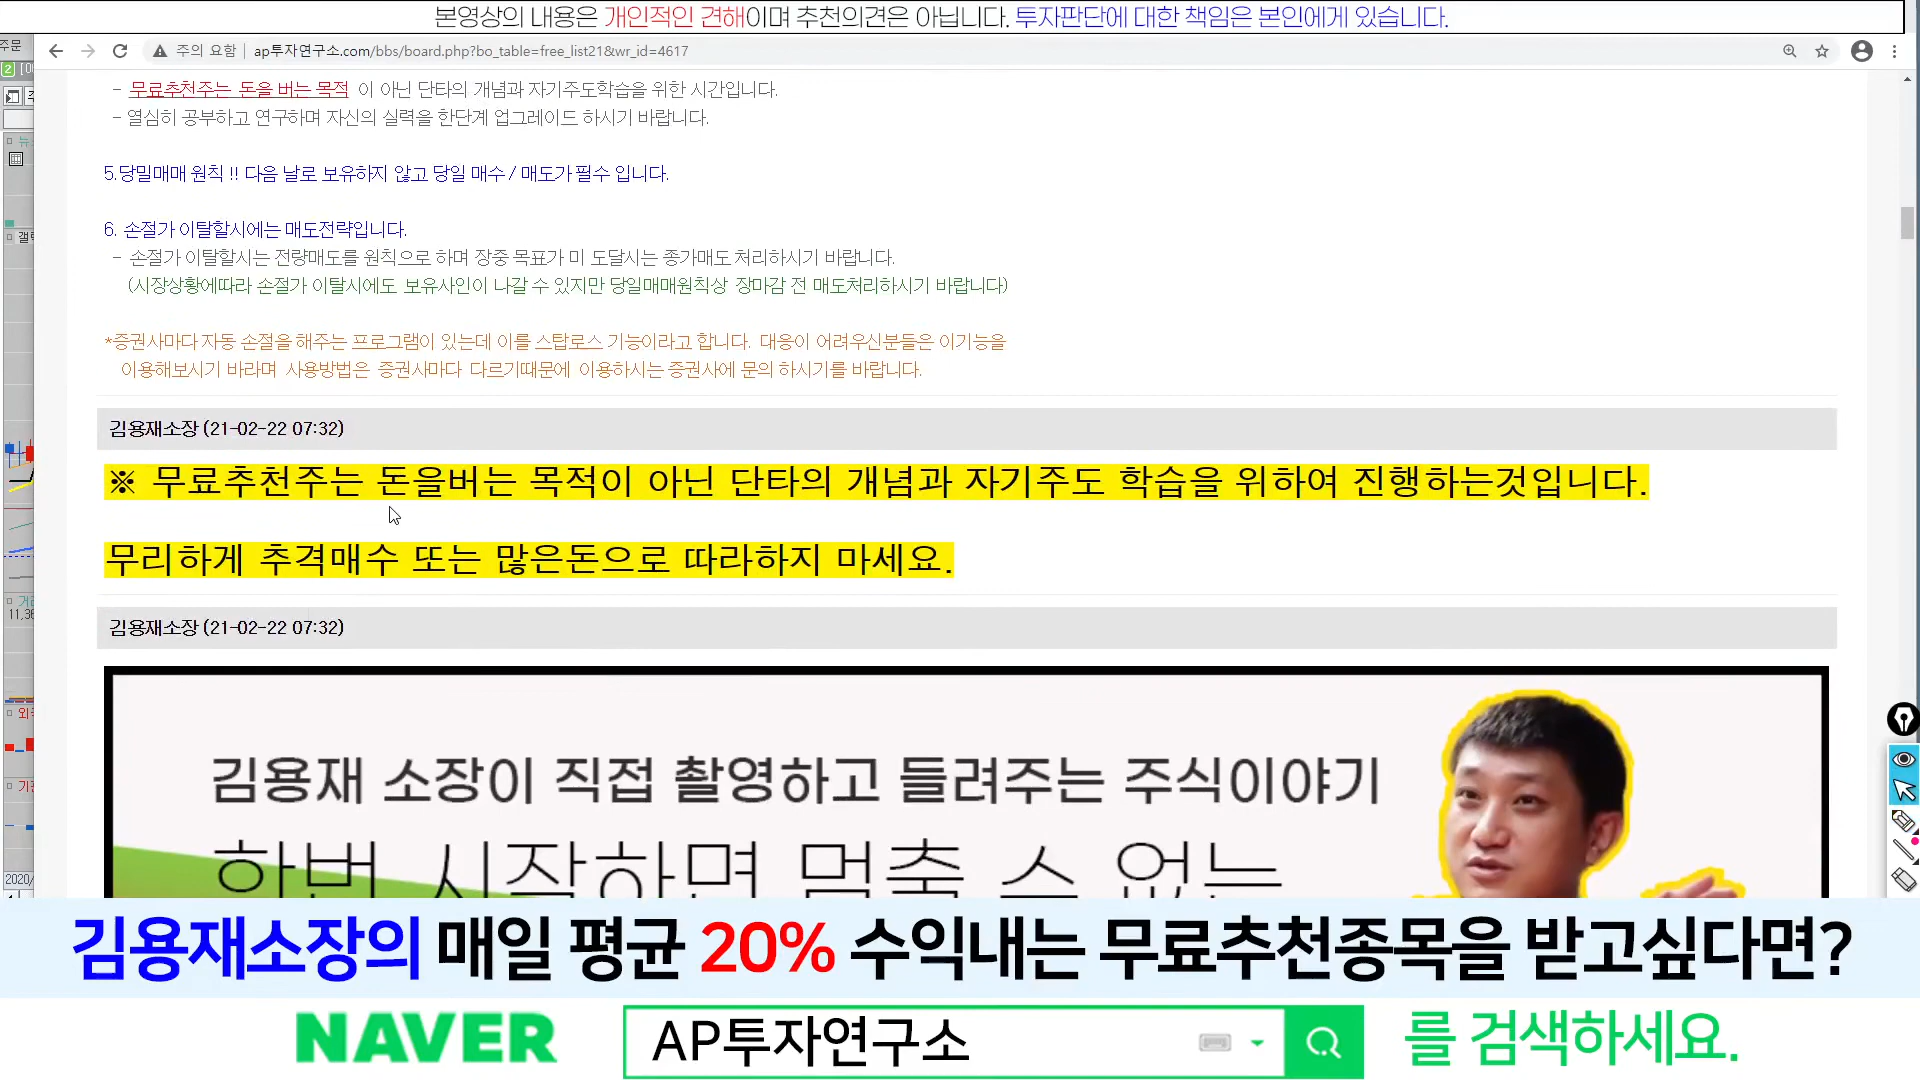 본영상의 내용은 개인적인 견해이며 추천의견은 아닙니다. 투자판단에 대한 책임은 본인에게 있습니다.
주문
주의 요함 | ap투자연구소.com/bbs/board.php?bo_table=free_list21&wr_id=4617
2
- 무료추천주는 돈을 버는 목적 이 아닌 단타의 개념과 자기주도학습을 위한 시간입니다.
- 열심히 공부하고 연구하며 자신의 실력을 한단계 업그레이드 하시기 바랍니다.
5.당일매매 원칙 !! 다음 날로 보유하지 않고 당일 매수 / 매도가 필수 입니다.
6. 손절가 이탈할시에는 매도전략입니다.
- 손절가 이탈할시는 전량매도를 원칙으로 하며 장중 목표가 미 도달시는 종가매도 처리하시기 바랍니다.
(시장상황에따라 손절가 이탈시에도 보유사인이 나갈 수 있지만 당일매매원칙상 장마감 전 매도처리하시기 바랍니다)
*증권사마다 자동 손절을 해주는 프로그램이 있는데 이를 스탑로스 기능이라고 합니다. 대응이 어려우신분들은 이기능을
이용해보시기 바라며 사용방법은 증권사마다 다르기때문에 이용하시는 증권사에 문의 하시기를 바랍니다.
김용재소장 (21-02-22 07:32)
※ 무료추천주는 돈을버는 목적이 아닌 단타의 개념과 자기주도 학습을 위하여 진행하는것입니다.
무리하게 추격매수 또는 많은돈으로 따라하지 마세요.
김용재소장 (21-02-22 07:32)
김용재 소장이 직접 촬영하고 들려주는 주식이야기
한번 시작하면 멈출 수 없는
2020/
김용재소장의 매일 평균 20% 수익내는 무료추천종목을 받고싶다면?
NAVER AP투자연구소 를 검색하세요.